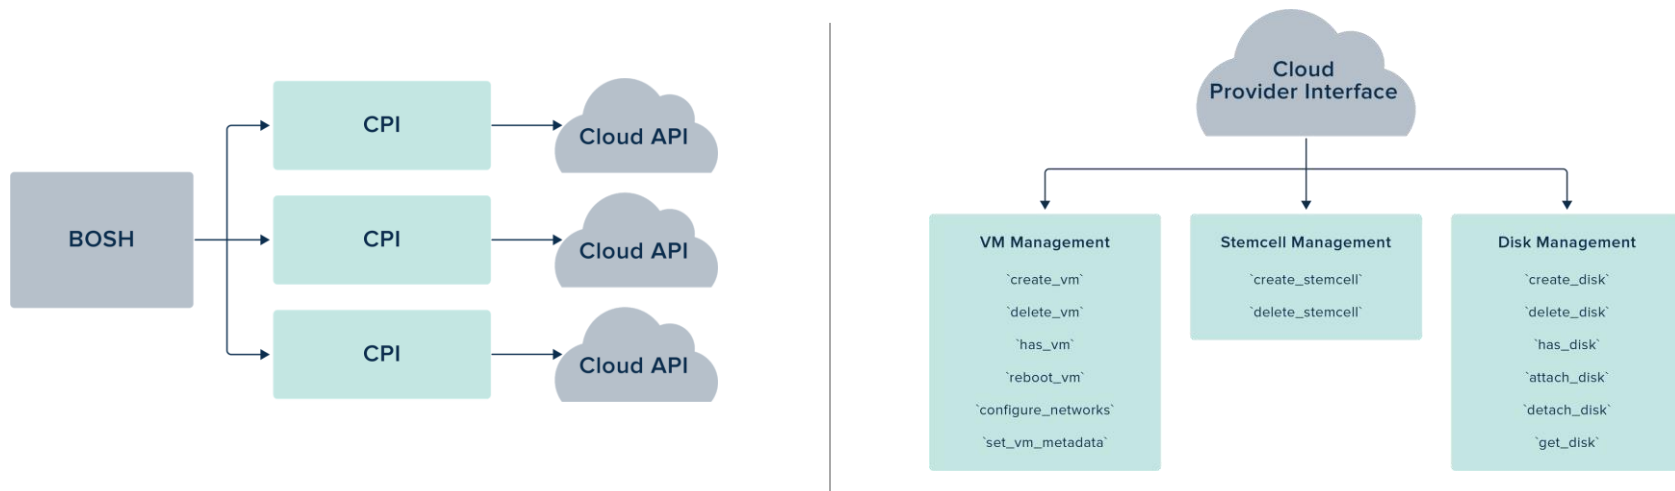 BOSH
CPI
Cloud API
CPI
Cloud API
CPI
Cloud API
Cloud
Provider Interface
VM Management
`create_vm`
`delete_vm`
`has_vm`
`reboot_vm`
`configure_networks`
`set_vm_metadata`
Stemcell Management
`create_stemcell`
`delete_stemcell`
Disk Management
`create_disk`
`delete_disk`
`has_disk`
`attach_disk`
`detach_disk`
`get_disk`